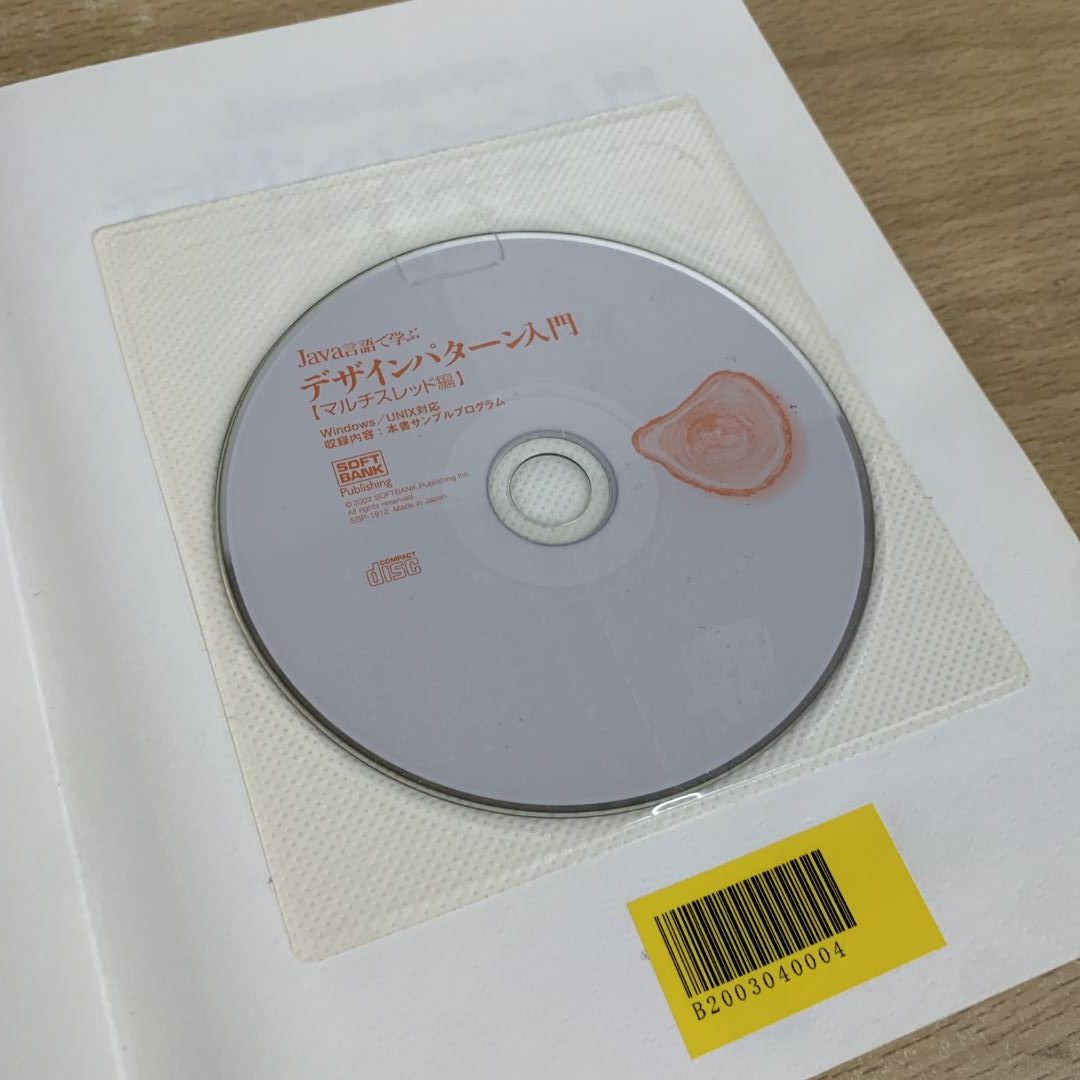 Java言語で学ぶ
デザインパターン入門
【マルチスレッド編】
Windows/UNIX対応
収録内容:本書サンプルプログラム
SOFT
BANK
Publishing
©2002 SOFTBANK Publishing Inc.
All rights reserved.
SBP-1912 Made in Japan
COMPACT
disc
B2003040004